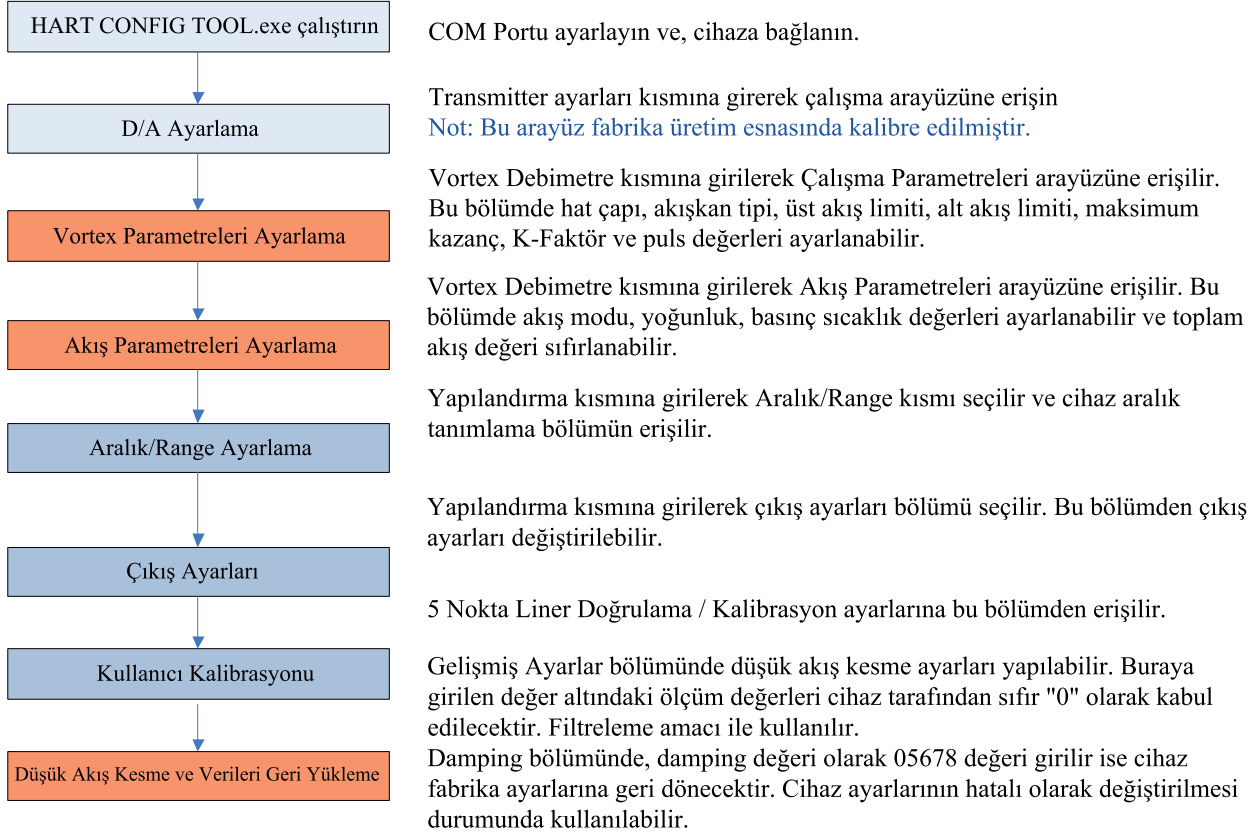 HART CONFIG TOOL.exe çalıştırın
COM Portu ayarlayın ve, cihaza bağlanın.
D/A Ayarlama
Transmitter ayarları kısmına girerek çalışma arayüzüne erişin
Not: Bu arayüz fabrika üretim esnasında kalibre edilmiştir.
Vortex Parametreleri Ayarlama
Vortex Debimetre kısmına girilerek Çalışma Parametreleri arayüzüne erişilir.
Bu bölümde hat çapı, akışkan tipi, üst akış limiti, alt akış limiti, maksimum
kazanç, K-Faktör ve puls değerleri ayarlanabilir.
Akış Parametreleri Ayarlama
Vortex Debimetre kısmına girilerek Akış Parametreleri arayüzüne erişilir. Bu
bölümde akış modu, yoğunluk, basınç sıcaklık değerleri ayarlanabilir ve toplam
akış değeri sıfırlanabilir.
Aralık/Range Ayarlama
Yapılandırma kısmına girilerek Aralık/Range kısmı seçilir ve cihaz aralık
tanımlama bölümün erişilir.
Çıkış Ayarları
Yapılandırma kısmına girilerek çıkış ayarları bölümü seçilir. Bu bölümden çıkış
ayarları değiştirilebilir.
Kullanıcı Kalibrasyonu
5 Nokta Liner Doğrulama / Kalibrasyon ayarlarına bu bölümden erişilir.
Düşük Akış Kesme ve Verileri Geri Yükleme
Gelişmiş Ayarlar bölümünde düşük akış kesme ayarları yapılabilir. Buraya
girilen değer altındaki ölçüm değerleri cihaz tarafından sıfır "0" olarak kabul
edilecektir. Filtreleme amacı ile kullanılır.
Damping bölümünde, damping değeri olarak 05678 değeri girilir ise cihaz
fabrika ayarlarına geri dönecektir. Cihaz ayarlarının hatalı olarak değiştirilmesi
durumunda kullanılabilir.